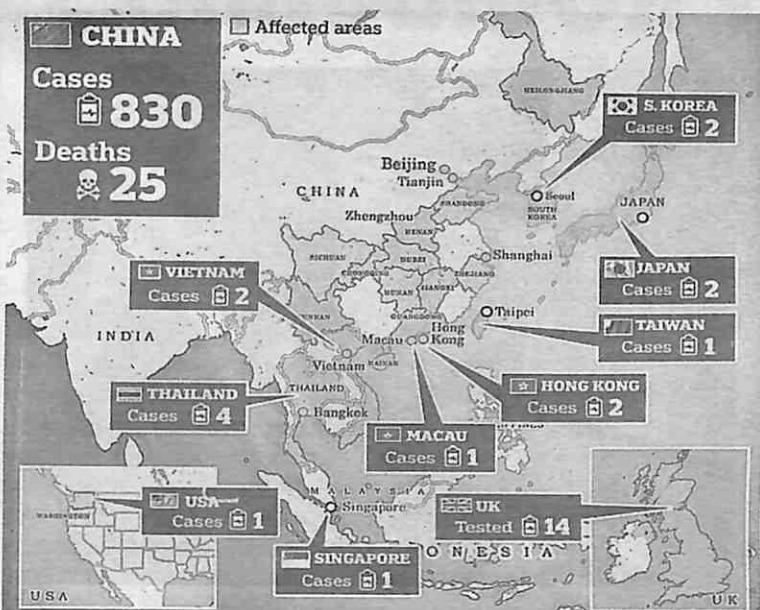 CHINA
Cases
830
Deaths
25
Affected areas
HEILONGJIANG
S. KOREA
Cases 2
Beijing
Tianjin
CHINA
SHANDONG
Seoul
SOUTH
KOREA
JAPAN
Zhengzhou
HENAN
SICHUAN
CHONGQING
HUBEI
Shanghai
ZHEJIANG
HUNAN
JIANGXI
JAPAN
Cases 2
VIETNAM
Cases 2
GUANGDONG
Taipei
TAIWAN
Cases 1
INDIA
Macau
Hong
Kong
Vietnam
HAINAN
THAILAND
THAILAND
Cases 4
Bangkok
HONG KONG
Cases 2
MACAU
Cases 1
MALAYSIA
Singapore
USA
Cases 1
WASHINGTON
UK
Tested 14
SINGAPORE
Cases 1
ONESIA
USA
UK